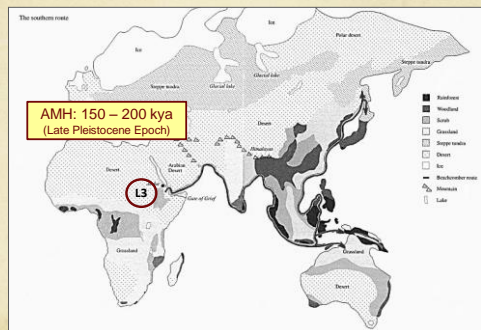 The southern route
Ice
Ice
Polar desert
Steppe tundra
Glacial lake
Glacial lake
Steppe tundra
AMH: 150 – 200 kya
(Late Pleistocene Epoch)
Desert
Himalayas
Desert
Arabian
Desert
L3
Gate of Grief
Grassland
Grassland
Desert
Rainforest
Woodland
Scrub
Grassland
Steppe tundra
Desert
Ice
Beachcomber route
Mountain
Lake